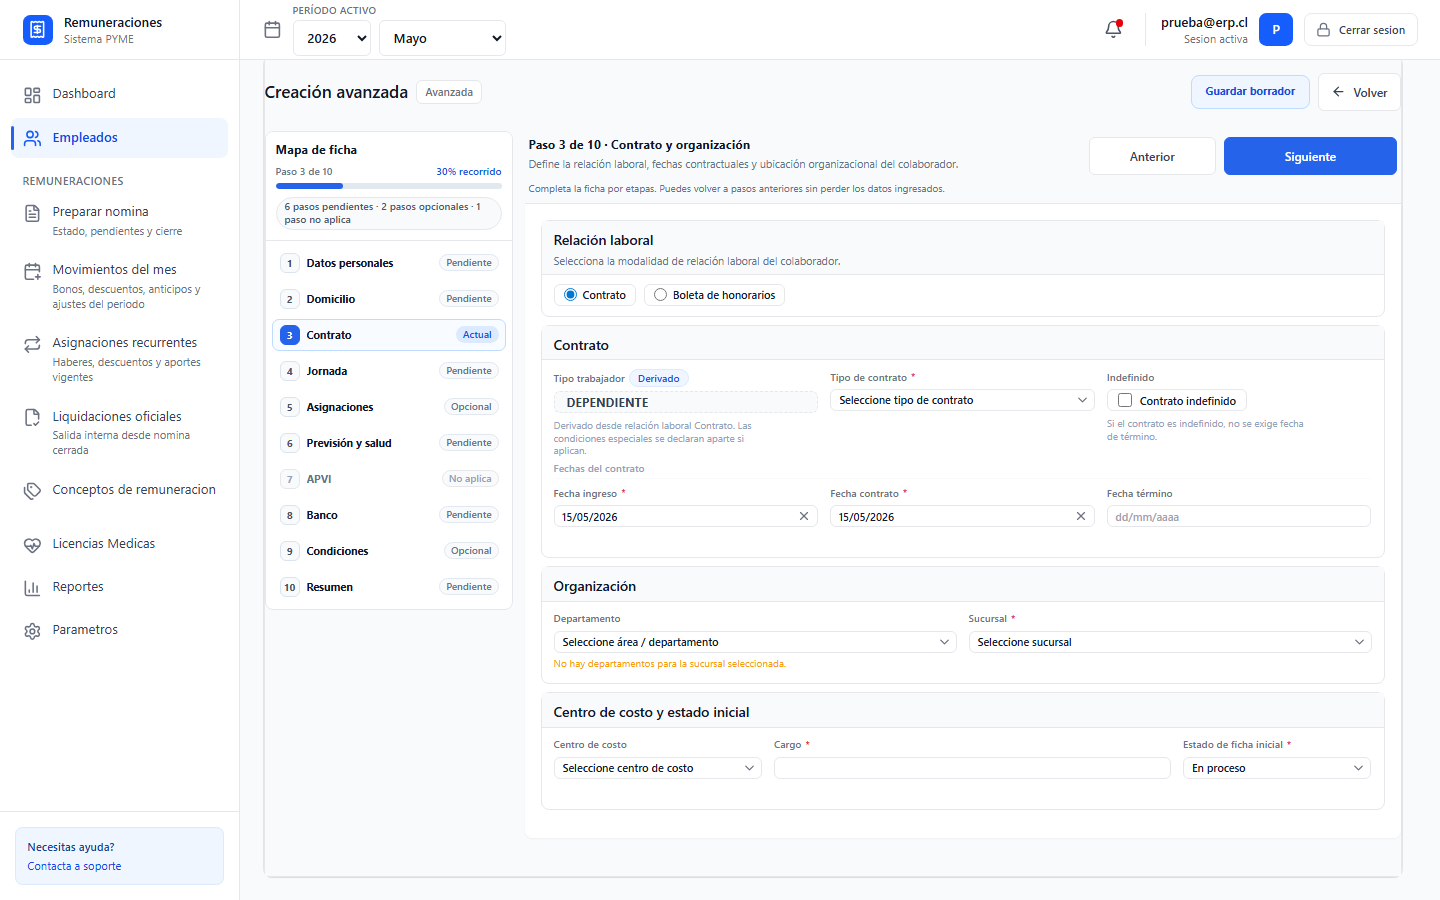 Remuneraciones
Sistema PYME
PERÍODO ACTIVO
2026
Mayo
prueba@erp.cl
Sesion activa
P
Cerrar sesion
Dashboard
Empleados
REMUNERACIONES
Preparar nomina
Estado, pendientes y cierre
Movimientos del mes
Bonos, descuentos, anticipos y
ajustes del periodo
Asignaciones recurrentes
Haberes, descuentos y aportes
vigentes
Liquidaciones oficiales
Salida interna desde nomina
cerrada
Conceptos de remuneracion
Licencias Medicas
Reportes
Parametros
Necesitas ayuda?
Contacta a soporte
Creación avanzada
Avanzada
Guardar borrador
Volver
Mapa de ficha
Paso 3 de 10
30% recorrido
6 pasos pendientes · 2 pasos opcionales · 1
paso no aplica
1 Datos personales Pendiente
2 Domicilio Pendiente
3 Contrato Actual
4 Jornada Pendiente
5 Asignaciones Opcional
6 Previsión y salud Pendiente
7 APVI No aplica
8 Banco Pendiente
9 Condiciones Opcional
10 Resumen Pendiente
Paso 3 de 10 · Contrato y organización
Define la relación laboral, fechas contractuales y ubicación organizacional del colaborador.
Completa la ficha por etapas. Puedes volver a pasos anteriores sin perder los datos ingresados.
Anterior
Siguiente
Relación laboral
Selecciona la modalidad de relación laboral del colaborador.
Contrato
Boleta de honorarios
Contrato
Tipo trabajador Derivado
DEPENDIENTE
Derivado desde relación laboral Contrato. Las
condiciones especiales se declaran aparte si
aplican.
Tipo de contrato *
Seleccione tipo de contrato
Indefinido
Contrato indefinido
Si el contrato es indefinido, no se exige fecha
de término.
Fechas del contrato
Fecha ingreso *
15/05/2026
Fecha contrato *
15/05/2026
Fecha término
dd/mm/aaaa
Organización
Departamento
Seleccione área / departamento
No hay departamentos para la sucursal seleccionada.
Sucursal *
Seleccione sucursal
Centro de costo y estado inicial
Centro de costo
Seleccione centro de costo
Cargo *
Estado de ficha inicial *
En proceso